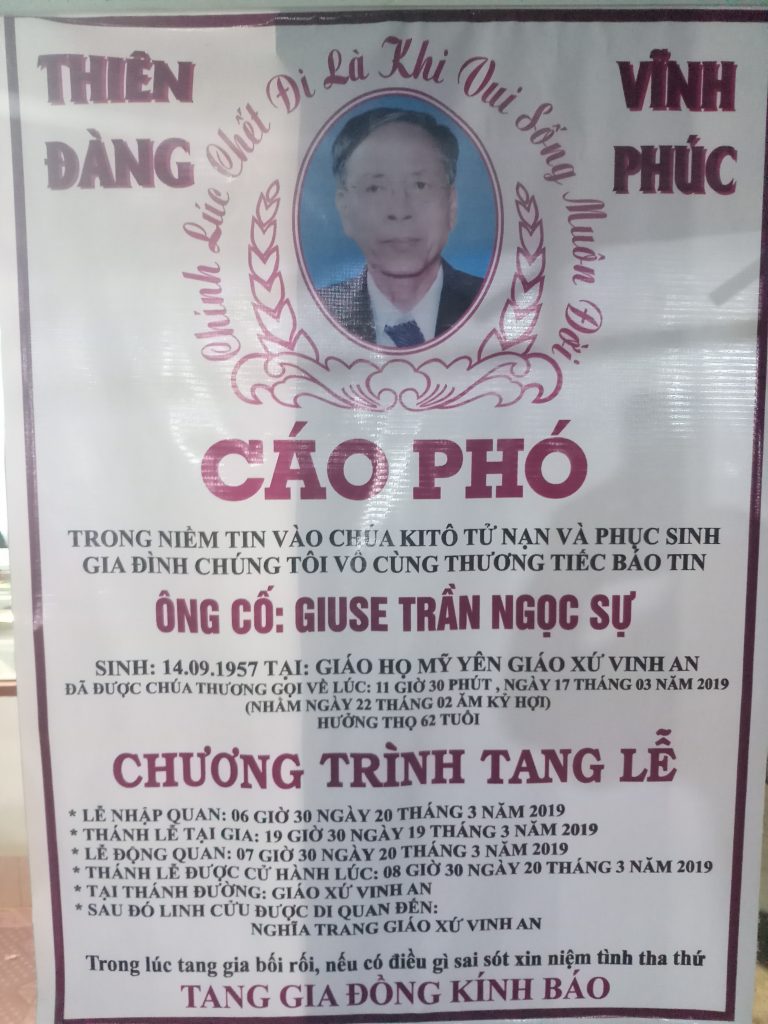 THIÊN
ĐÀNG
Chính Lúc Chết Đi Là Khi Vui Sống Muôn Đời
VĨNH
PHÚC
CÁO PHÓ
TRONG NIỀM TIN VÀO CHÚA KITÔ TỬ NẠN VÀ PHỤC SINH
GIA ĐÌNH CHÚNG TÔI VÔ CÙNG THƯƠNG TIẾC BÁO TIN
ÔNG CỐ: GIUSE TRẦN NGỌC SỰ
SINH: 14.09.1957 TẠI: GIÁO HỌ MỸ YÊN GIÁO XỨ VINH AN
ĐÃ ĐƯỢC CHÚA THƯƠNG GỌI VỀ LÚC: 11 GIỜ 30 PHÚT , NGÀY 17 THÁNG 03 NĂM 2019
(NHẰM NGÀY 22 THÁNG 02 ÂM KỶ HỢI)
HƯỞNG THỌ 62 TUỔI
CHƯƠNG TRÌNH TANG LỄ
* LỄ NHẬP QUAN: 06 GIỜ 30 NGÀY 20 THÁNG 3 NĂM 2019
* THÁNH LỄ TẠI GIA: 19 GIỜ 30 NGÀY 19 THÁNG 3 NĂM 2019
* LỄ ĐỘNG QUAN: 07 GIỜ 30 NGÀY 20 THÁNG 3 NĂM 2019
* THÁNH LỄ ĐƯỢC CỬ HÀNH LÚC: 08 GIỜ 30 NGÀY 20 THÁNG 3 NĂM 2019
* TẠI THÁNH ĐƯỜNG: GIÁO XỨ VINH AN
* SAU ĐÓ LINH CỬU ĐƯỢC DI QUAN ĐẾN:
NGHĨA TRANG GIÁO XỨ VINH AN
Trong lúc tang gia bối rối, nếu có điều gì sai sót xin niệm tình tha thứ
TANG GIA ĐỒNG KÍNH BÁO